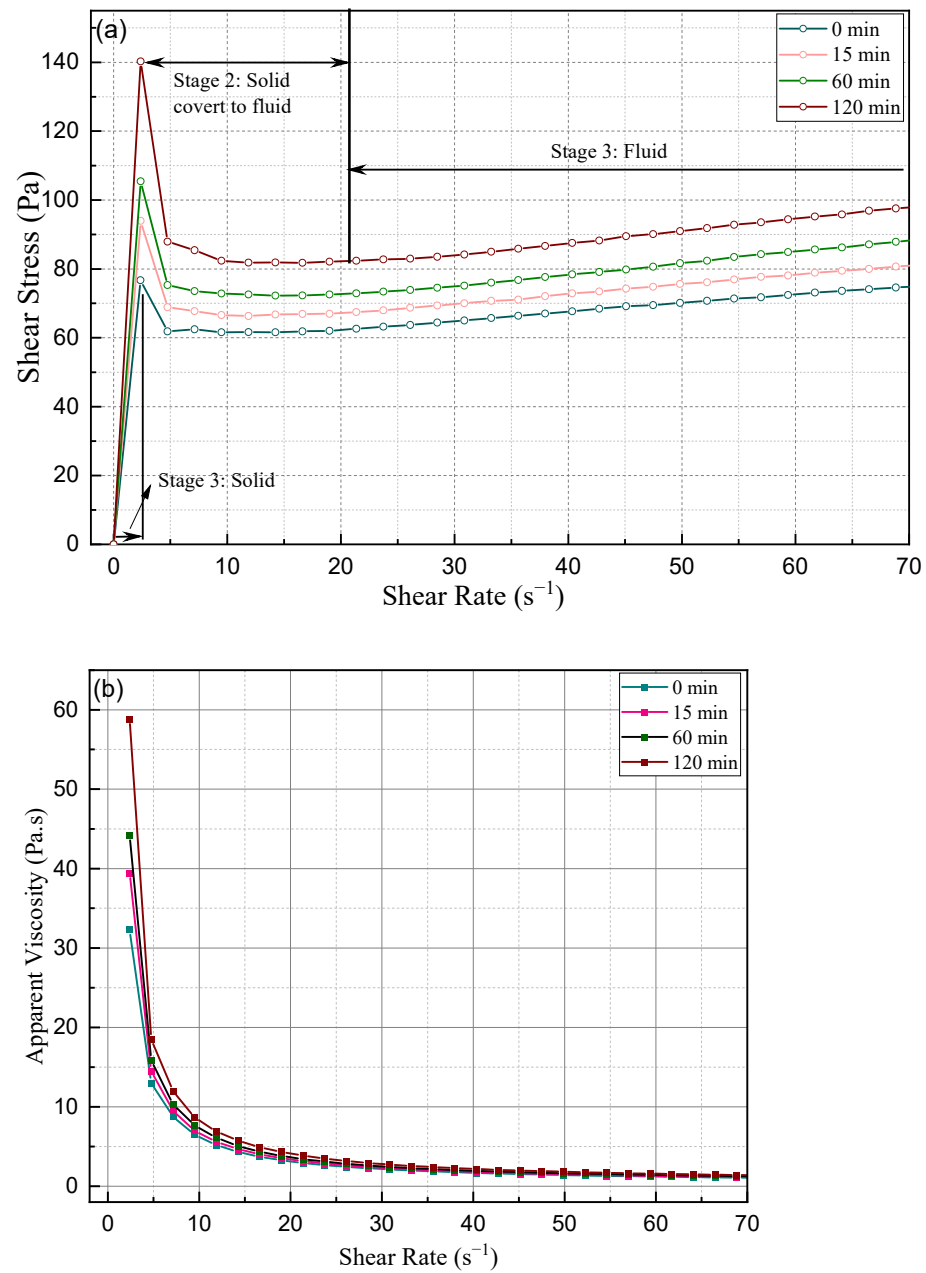 (a)
0 min
15 min
60 min
120 min
Stage 2: Solid
covert to fluid
Stage 3: Fluid
Stage 3: Solid
140
120
100
80
60
40
20
0
Shear Stress (Pa)
0 10 20 30 40 50 60 70
Shear Rate (s⁻¹)
(b)
0 min
15 min
60 min
120 min
60
50
40
30
20
10
0
Apparent Viscosity (Pa.s)
0 10 20 30 40 50 60 70
Shear Rate (s⁻¹)